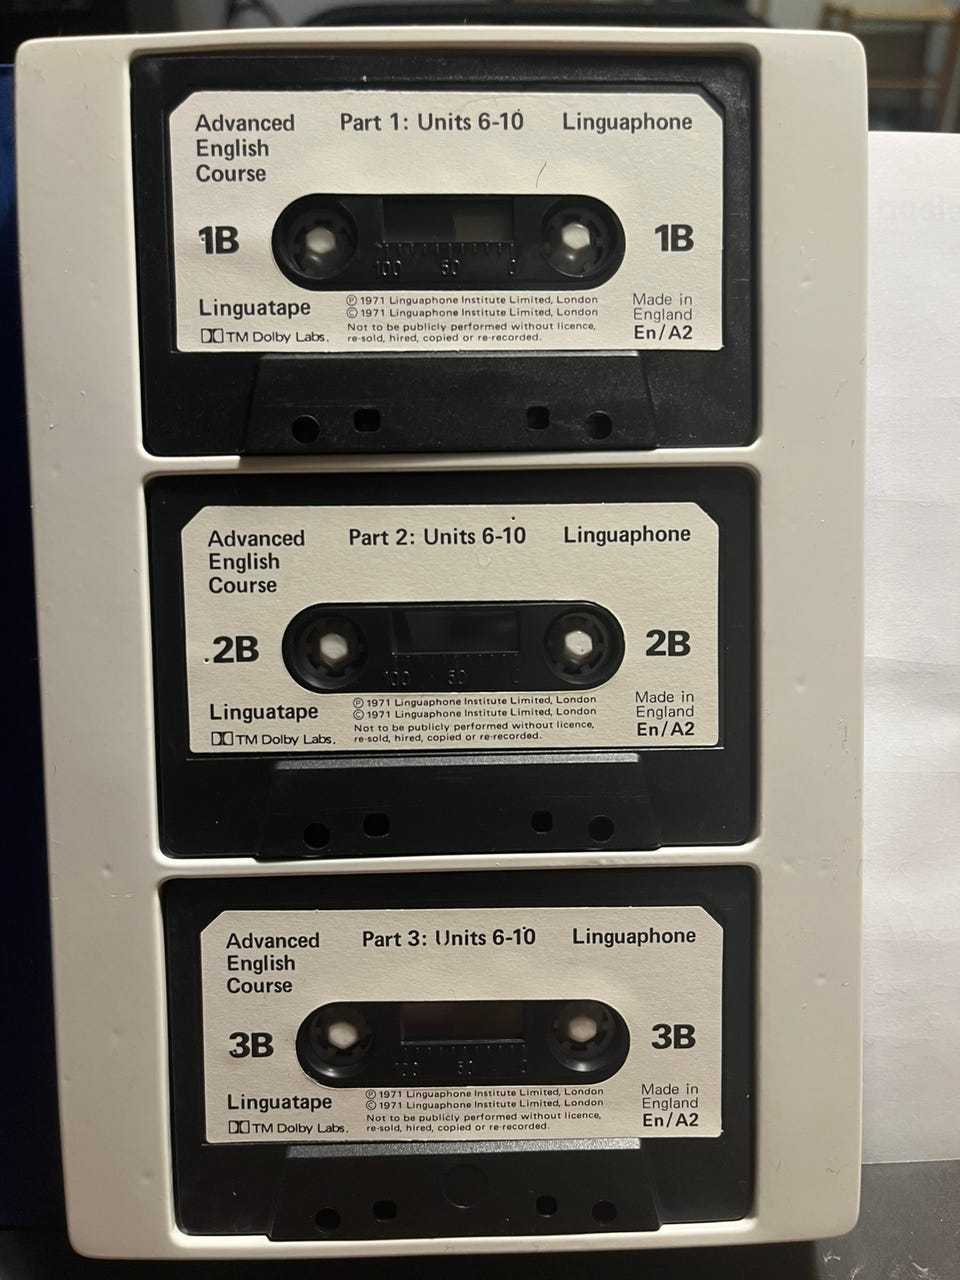 Advanced English Course
Part 1: Units 6-10
Linguaphone
1B
1B
100 50 0
Linguatape
TM Dolby Labs.
℗ 1971 Linguaphone Institute Limited, London
© 1971 Linguaphone Institute Limited, London
Not to be publicly performed without licence,
re-sold, hired, copied or re-recorded.
Made in
England
En/A2
Advanced
English
Course
Part 2: Units 6-10
Linguaphone
2B
2B
100 50
Linguatape
TM Dolby Labs.
℗ 1971 Linguaphone Institute Limited, London
© 1971 Linguaphone Institute Limited, London
Not to be publicly performed without licence,
re-sold, hired, copied or re-recorded.
Made in
England
En/A2
Advanced
English
Course
Part 3: Units 6-10
Linguaphone
3B
3B
100 50 0
Linguatape
TM Dolby Labs.
℗ 1971 Linguaphone Institute Limited, London
© 1971 Linguaphone Institute Limited, London
Not to be publicly performed without licence,
re-sold, hired, copied or re-recorded.
Made in
England
En/A2